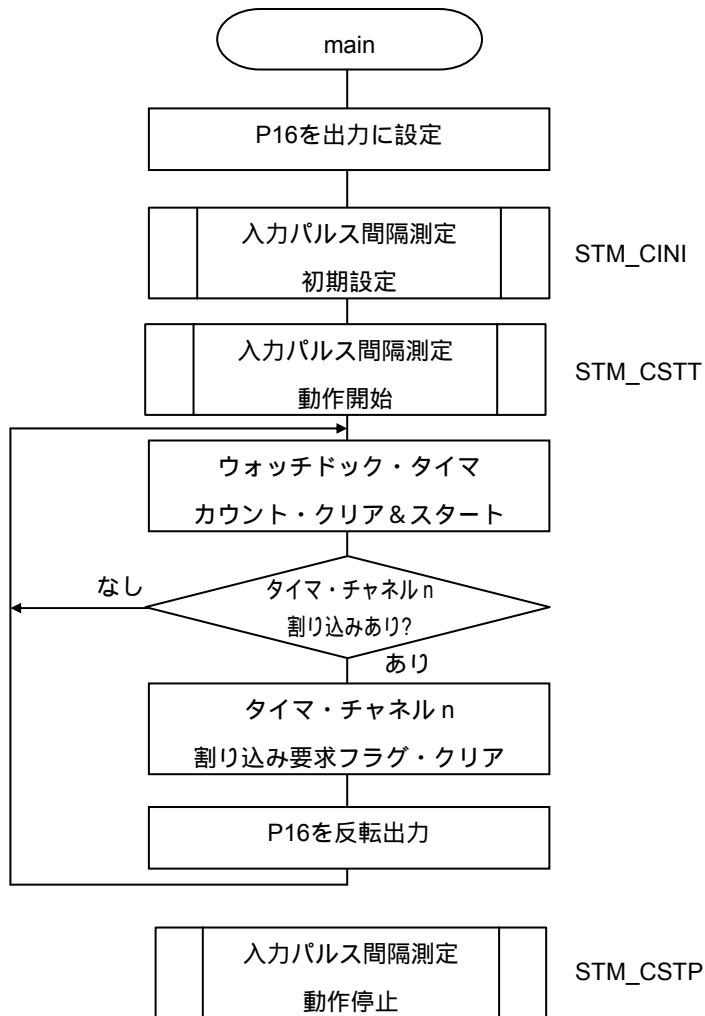 main
P16を出力に設定
入力パルス間隔測定
初期設定
STM_CINI
入力パルス間隔測定
動作開始
STM_CSTT
ウォッチドック・タイマ
カウント・クリア＆スタート
なし
タイマ・チャネルｎ
割り込みあり?
あり
タイマ・チャネルｎ
割り込み要求フラグ・クリア
P16を反転出力
入力パルス間隔測定
動作停止
STM_CSTP